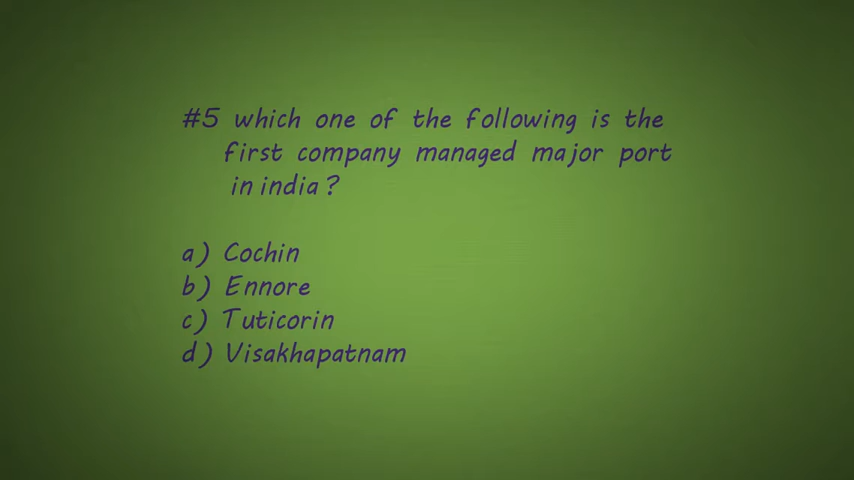 #5 which one of the following is the
first company managed major port
in india ?
a) Cochin
b) Ennore
c) Tuticorin
d) Visakhapatnam